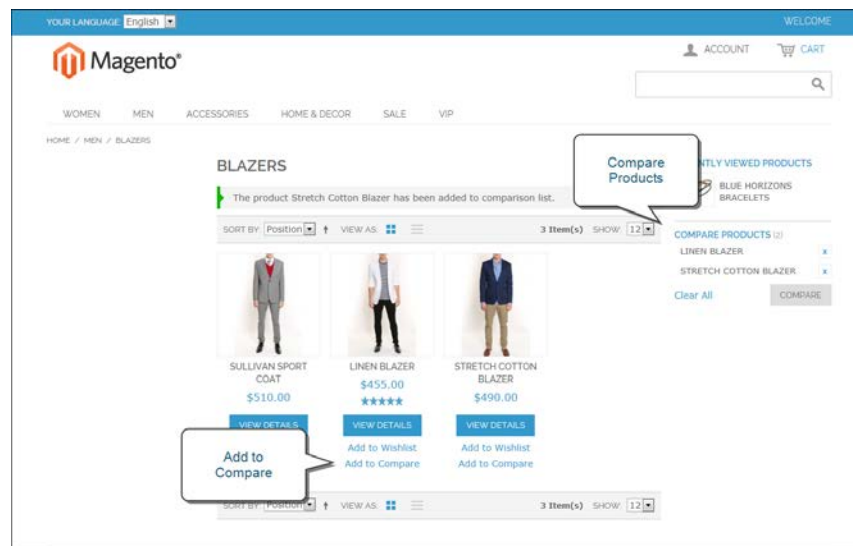 YOUR LANGUAGE: English
WELCOME
Magento®
ACCOUNT
CART
WOMEN MEN ACCESSORIES HOME & DECOR SALE VIP
HOME / MEN / BLAZERS
BLAZERS
The product Stretch Cotton Blazer has been added to comparison list.
SORT BY Position VIEW AS:
3 Item(s) SHOW 12
SULLIVAN SPORT
COAT
$510.00
VIEW DETAILS
LINEN BLAZER
$455.00
VIEW DETAILS
Add to Wishlist
Add to Compare
STRETCH COTTON
BLAZER
$490.00
VIEW DETAILS
Add to Wishlist
Add to Compare
Add to
Compare
SORT BY Position VIEW AS:
3 Item(s) SHOW 12
Compare
Products
VIEWED PRODUCTS
BLUE HORIZONS
BRACELETS
COMPARE PRODUCTS (2)
LINEN BLAZER x
STRETCH COTTON BLAZER x
Clear All COMPARE